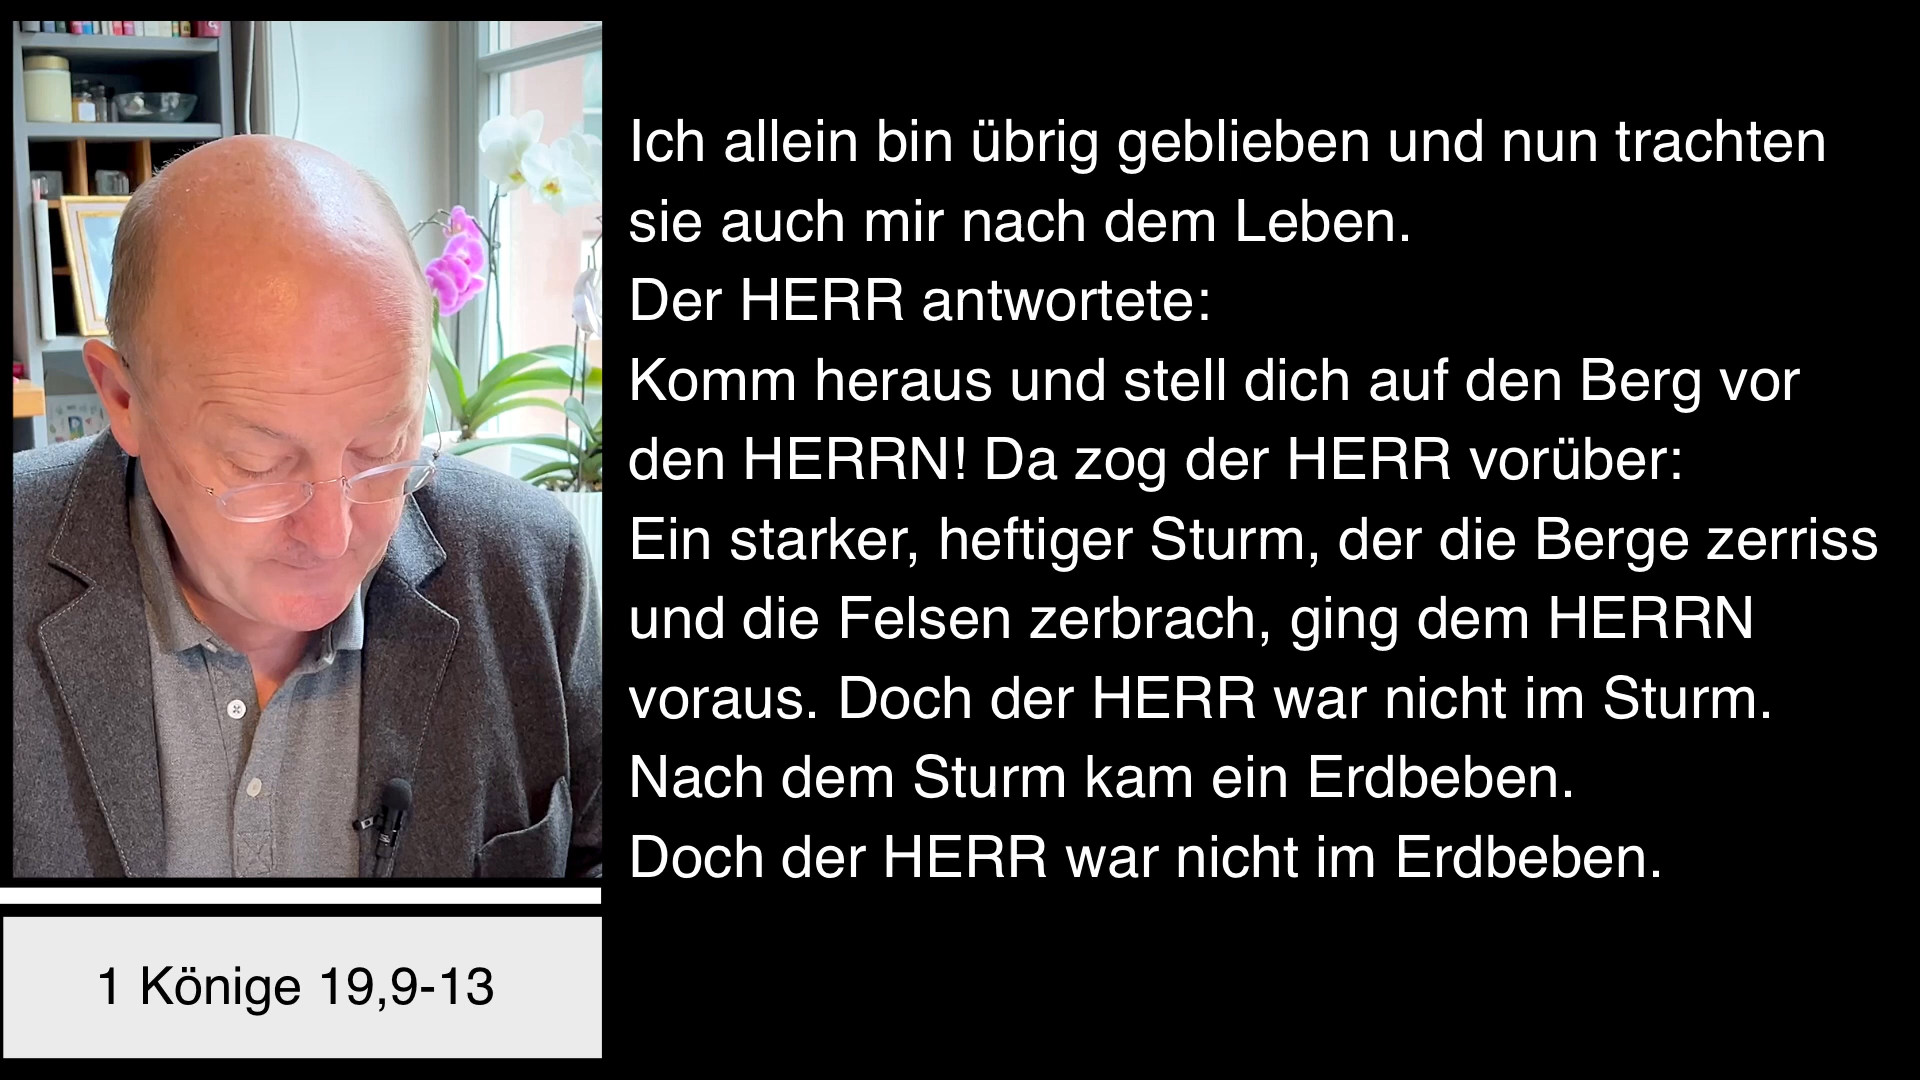 Ich allein bin übrig geblieben und nun trachten
sie auch mir nach dem Leben.
Der HERR antwortete:
Komm heraus und stell dich auf den Berg vor
den HERRN! Da zog der HERR vorüber:
Ein starker, heftiger Sturm, der die Berge zerriss
und die Felsen zerbrach, ging dem HERRN
voraus. Doch der HERR war nicht im Sturm.
Nach dem Sturm kam ein Erdbeben.
Doch der HERR war nicht im Erdbeben.
1 Könige 19,9-13